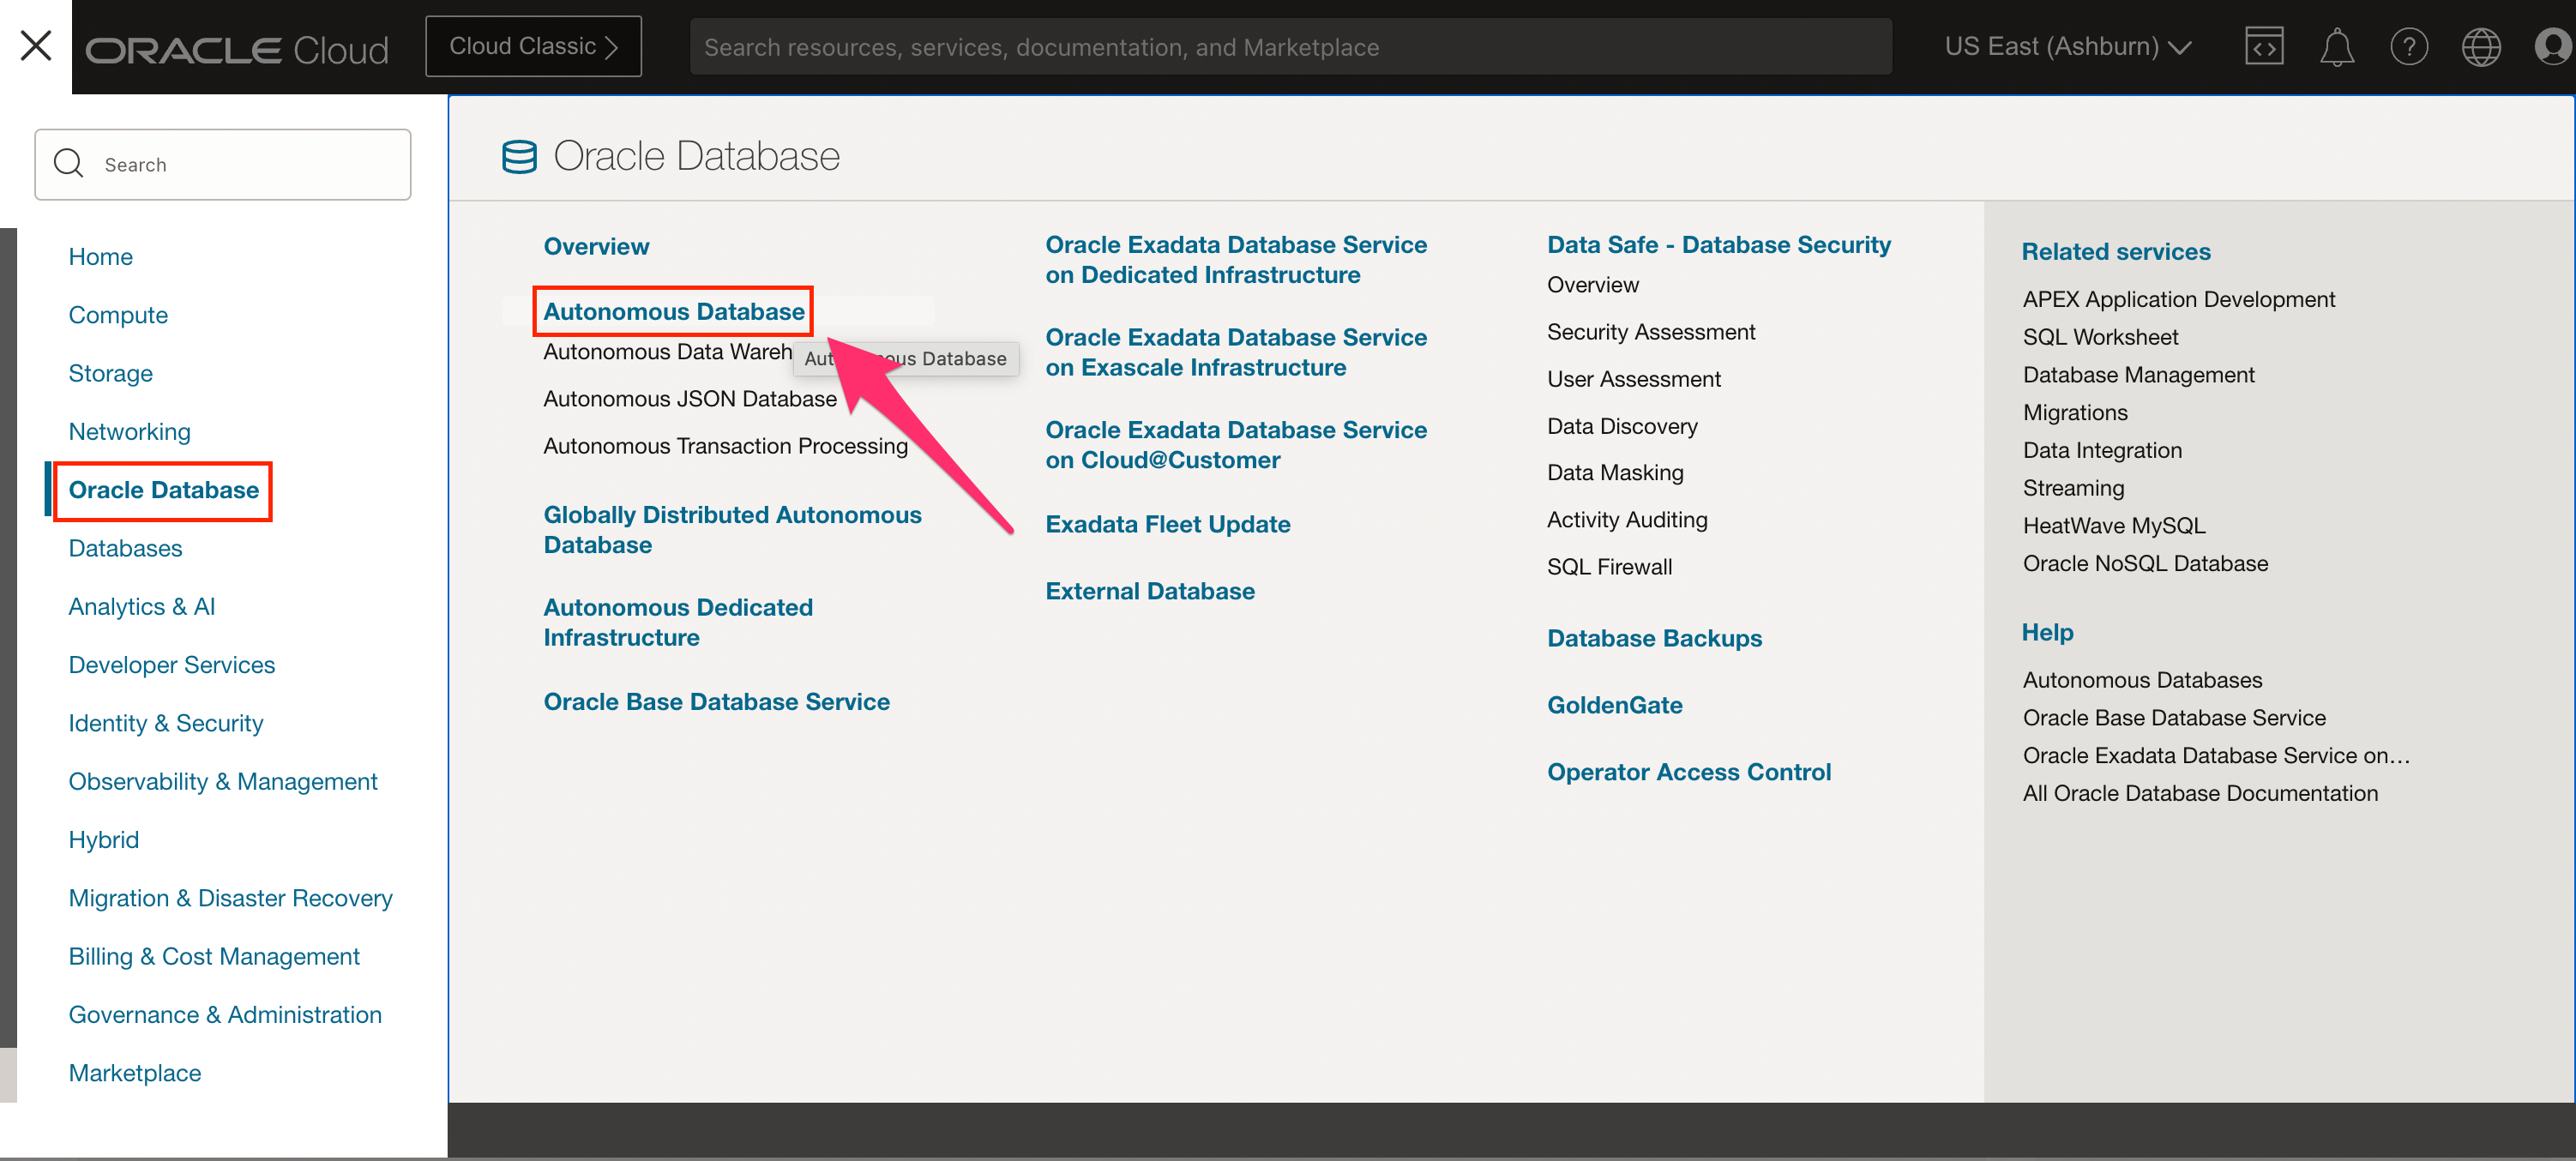 ORACLE Cloud
Cloud Classic
Search resources, services, documentation, and Marketplace
US East (Ashburn)
Search
Home
Compute
Storage
Networking
Oracle Database
Databases
Analytics & AI
Developer Services
Identity & Security
Observability & Management
Hybrid
Migration & Disaster Recovery
Billing & Cost Management
Governance & Administration
Marketplace
Oracle Database
Overview
Autonomous Database
Autonomous Data
Autonomous Database
Autonomous JSON Database
Autonomous Transaction Processing
Globally Distributed Autonomous
Database
Autonomous Dedicated
Infrastructure
Oracle Base Database Service
Oracle Exadata Database Service
on Dedicated Infrastructure
Oracle Exadata Database Service
on Exascale Infrastructure
Oracle Exadata Database Service
on Cloud@Customer
Exadata Fleet Update
External Database
Data Safe - Database Security
Overview
Security Assessment
User Assessment
Data Discovery
Data Masking
Activity Auditing
SQL Firewall
Database Backups
GoldenGate
Operator Access Control
Related services
APEX Application Development
SQL Worksheet
Database Management
Migrations
Data Integration
Streaming
HeatWave MySQL
Oracle NoSQL Database
Help
Autonomous Databases
Oracle Base Database Service
Oracle Exadata Database Service on...
All Oracle Database Documentation